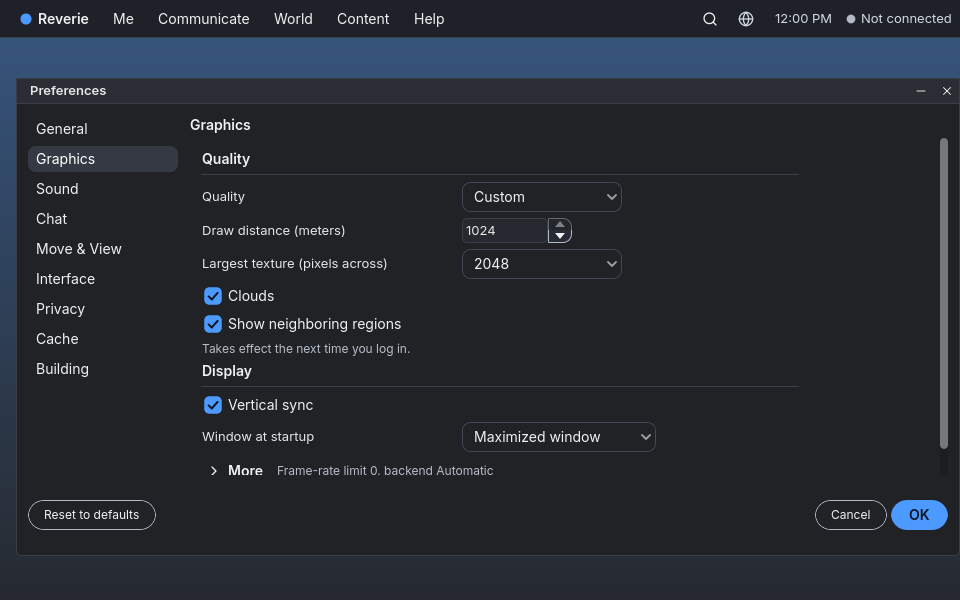 Reverie Me Communicate World Content Help 12:00 PM Not connected
Preferences
General
Graphics
Sound
Chat
Move & View
Interface
Privacy
Cache
Building
Graphics
Quality
Quality Custom
Draw distance (meters) 1024
Largest texture (pixels across) 2048
Clouds
Show neighboring regions
Takes effect the next time you log in.
Display
Vertical sync
Window at startup Maximized window
More Frame-rate limit 0. backend Automatic
Reset to defaults Cancel OK